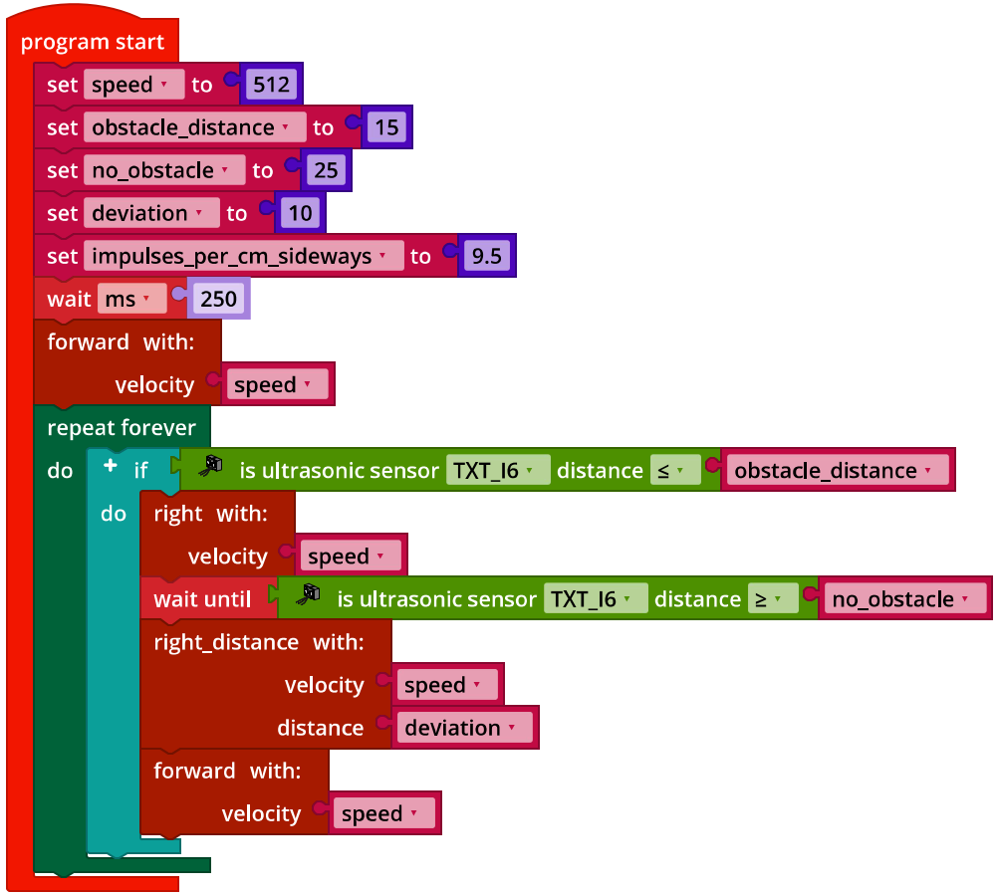 program start
set speed to 512
set obstacle_distance to 15
set no_obstacle to 25
set deviation to 10
set impulses_per_cm_sideways to 9.5
wait ms 250
forward with:
velocity speed
repeat forever
do + if is ultrasonic sensor TXT_I6 distance ≤ obstacle_distance
do right with:
velocity speed
wait until is ultrasonic sensor TXT_I6 distance ≥ no_obstacle
right_distance with:
velocity speed
distance deviation
forward with:
velocity speed